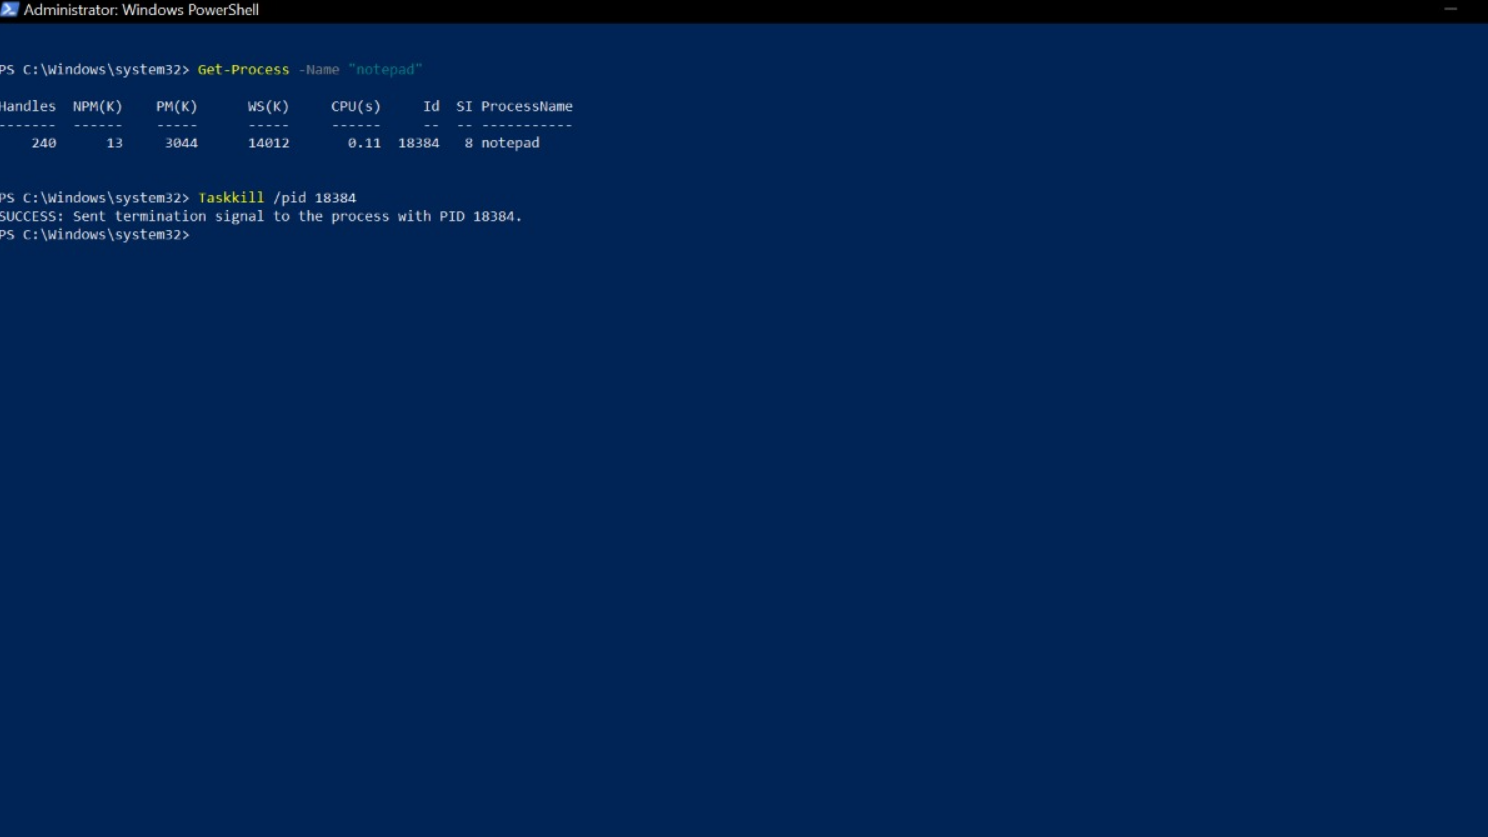 Administrator: Windows PowerShell
PS C:\Windows\system32> Get-Process -Name "notepad"
Handles  NPM(K)    PM(K)      WS(K)     CPU(s)     Id  SI ProcessName
-------  ------    -----      -----     ------     --  -- -----------
    240      13     3044      14012       0.11  18384   8 notepad
PS C:\Windows\system32> Taskkill /pid 18384
SUCCESS: Sent termination signal to the process with PID 18384.
PS C:\Windows\system32>